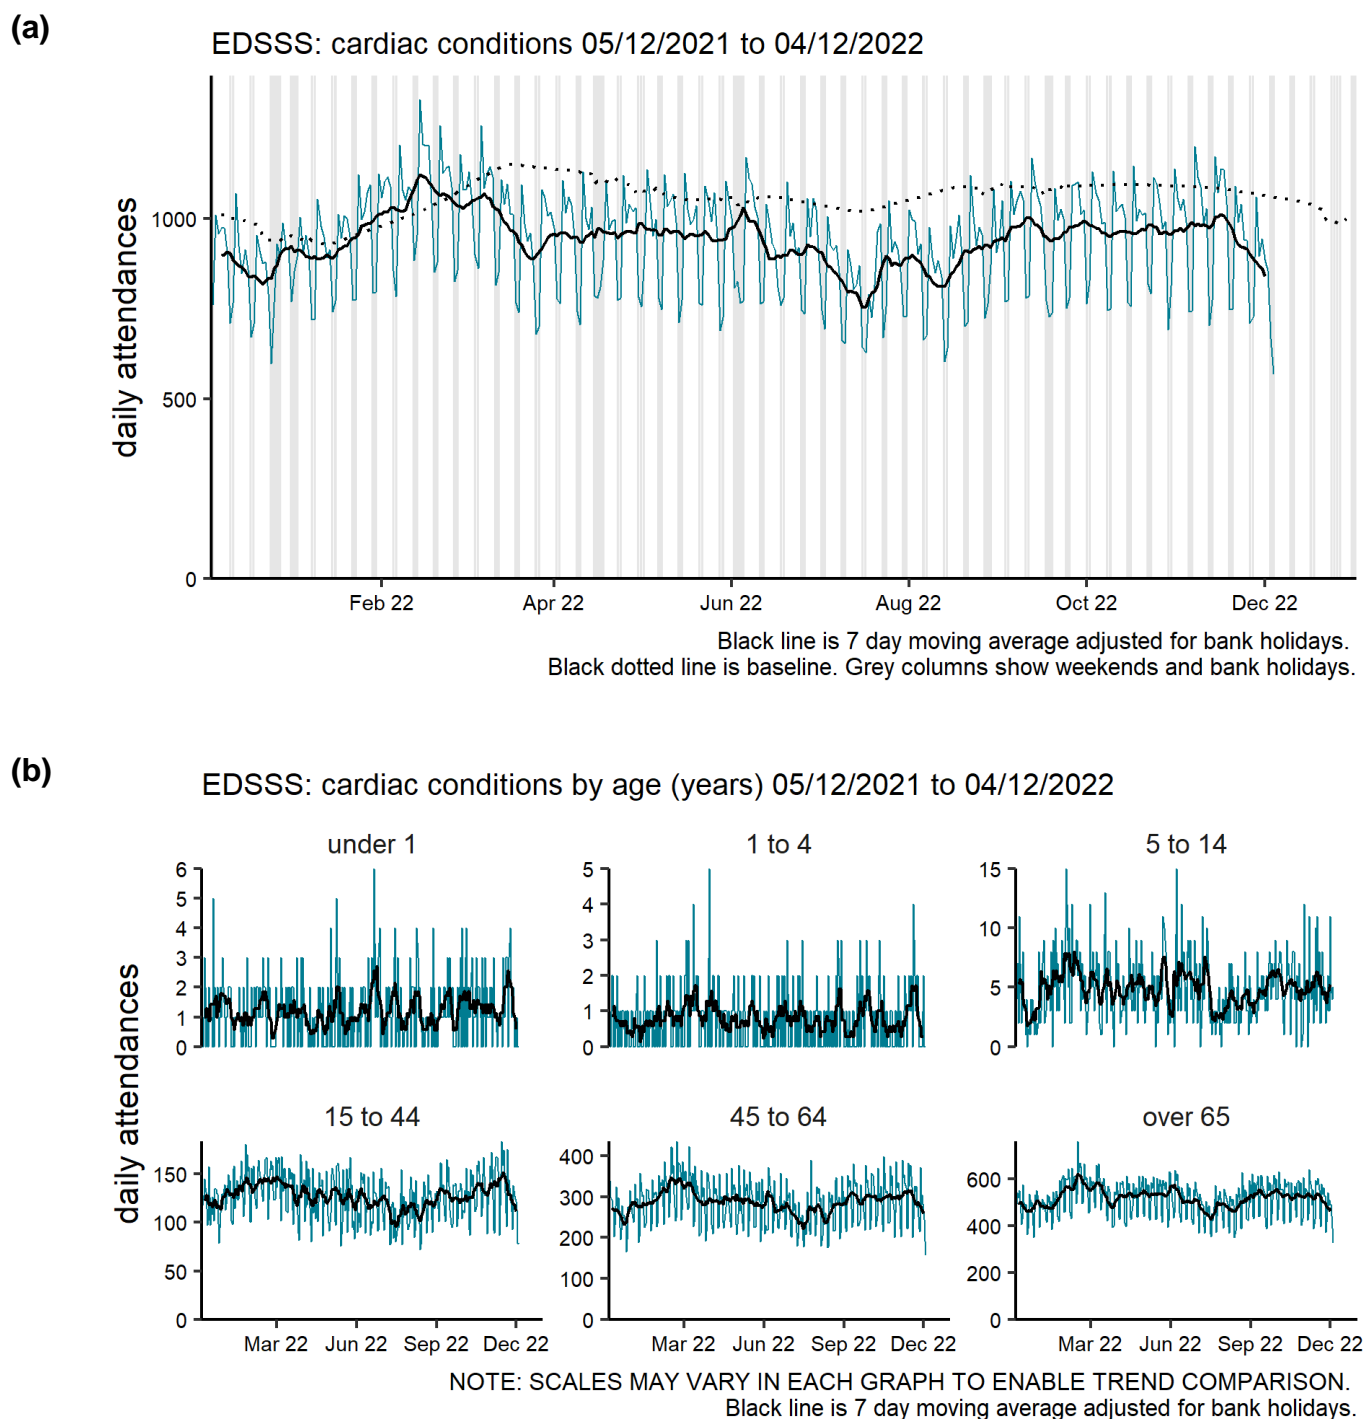 (a)
EDSSS: cardiac conditions 05/12/2021 to 04/12/2022
daily attendances
1000
500
0
Feb 22 Apr 22 Jun 22 Aug 22 Oct 22 Dec 22
Black line is 7 day moving average adjusted for bank holidays.
Black dotted line is baseline. Grey columns show weekends and bank holidays.
(b)
EDSSS: cardiac conditions by age (years) 05/12/2021 to 04/12/2022
daily attendances
under 1
6
5
4
3
2
1
0
1 to 4
5
4
3
2
1
0
5 to 14
15
10
5
0
15 to 44
150
100
50
0
Mar 22 Jun 22 Sep 22 Dec 22
45 to 64
400
300
200
100
0
Mar 22 Jun 22 Sep 22 Dec 22
over 65
600
400
200
0
Mar 22 Jun 22 Sep 22 Dec 22
NOTE: SCALES MAY VARY IN EACH GRAPH TO ENABLE TREND COMPARISON.
Black line is 7 day moving average adjusted for bank holidays.